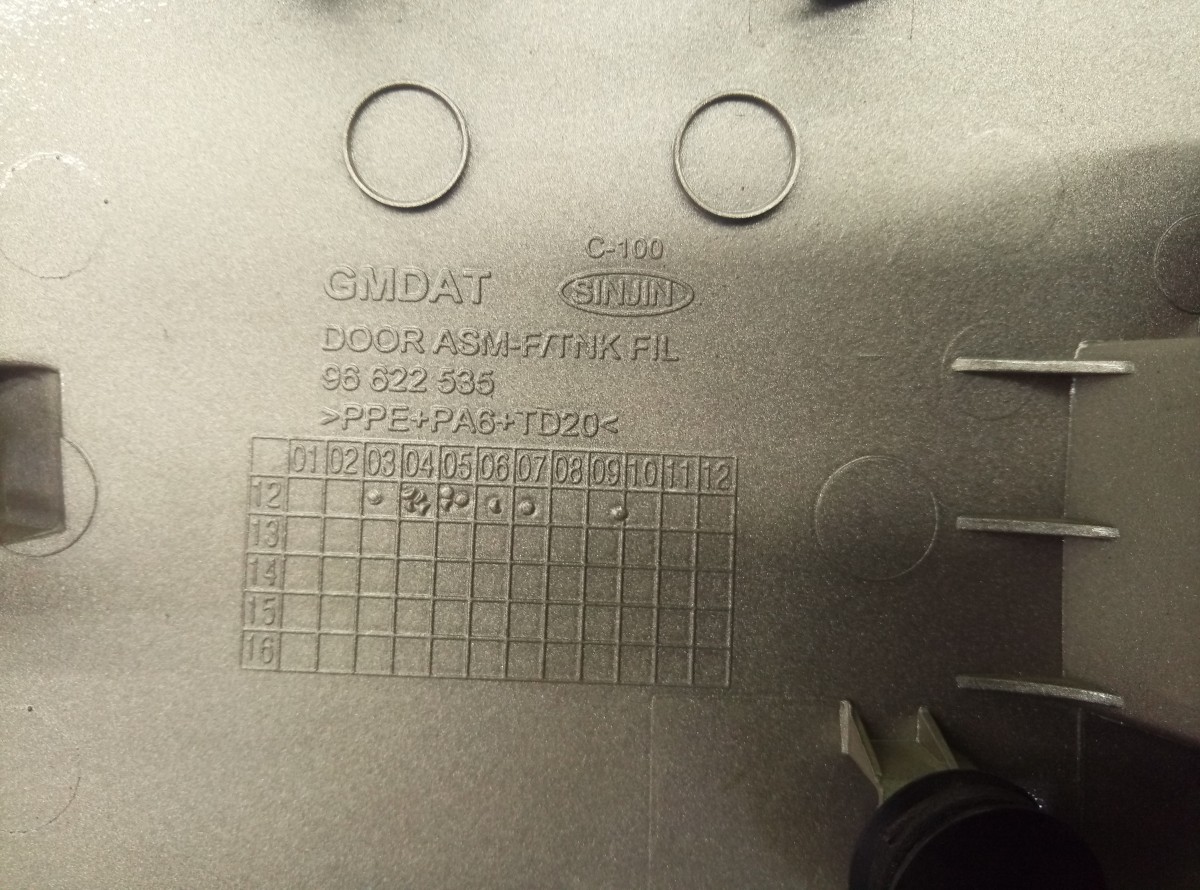 C-100
GMDAT SINJIN
DOOR ASM-F/TNK FIL
96 622 535
>PPE+PA6+TD20<
01 02 03 04 05 06 07 08 09 10 11 12
12
13
14
15
16